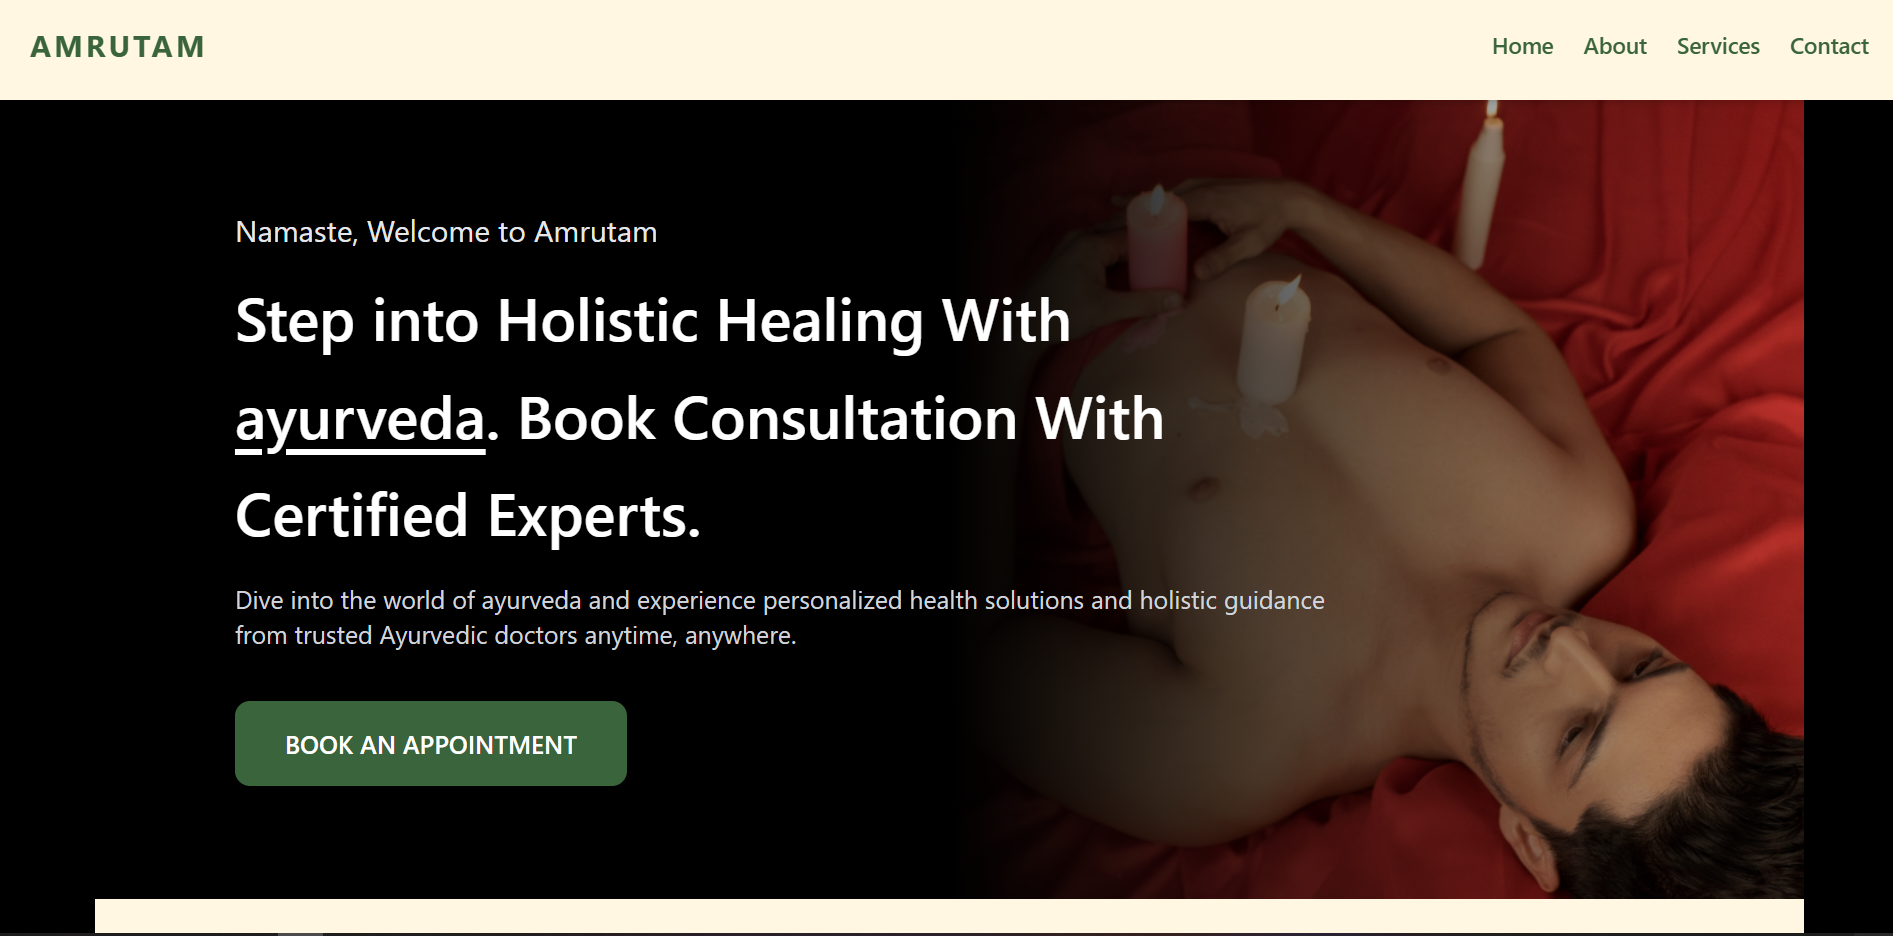 AMRUTAM
Home About Services Contact
Namaste, Welcome to Amrutam
Step into Holistic Healing With
ayurveda. Book Consultation With
Certified Experts.
Dive into the world of ayurveda and experience personalized health solutions and holistic guidance
from trusted Ayurvedic doctors anytime, anywhere.
BOOK AN APPOINTMENT